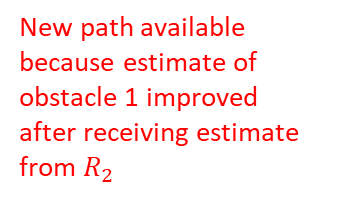 New path available
because estimate of
obstacle 1 improved
after receiving estimate
from R₂